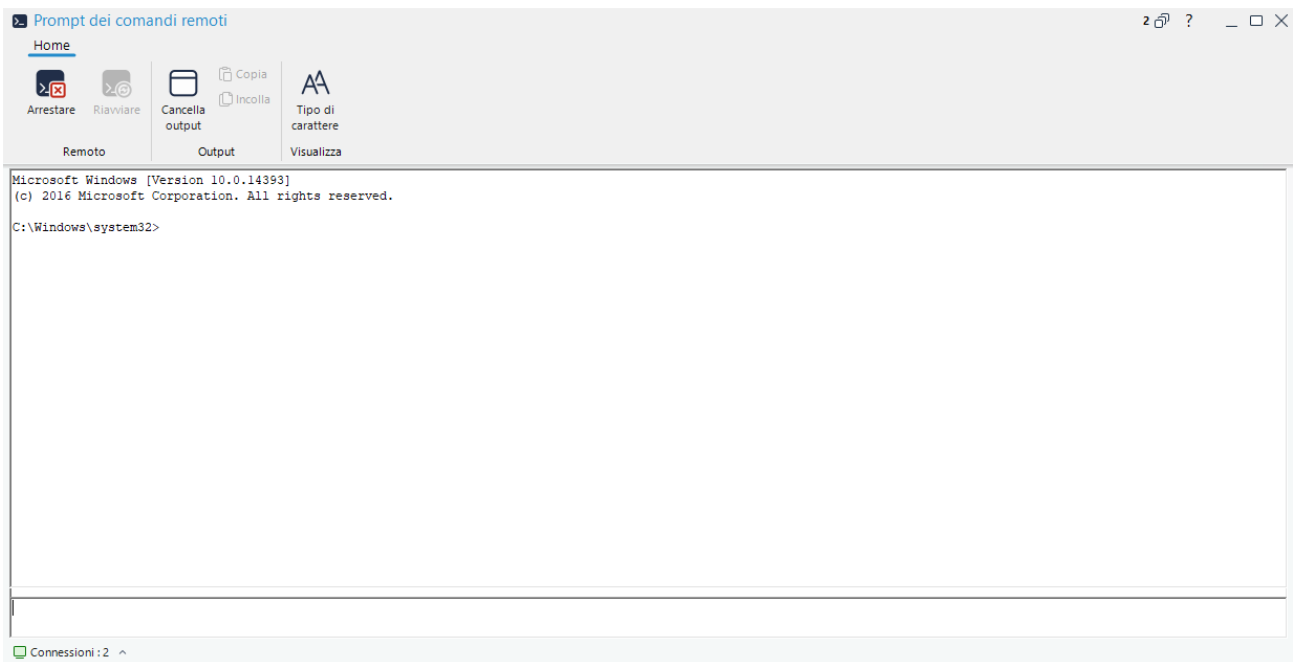 Prompt dei comandi remoti
2 ?
Home
Arrestare
Riavviare
Cancella
output
Copia
Incolla
Tipo di
carattere
Remoto
Output
Visualizza
Microsoft Windows [Version 10.0.14393]
(c) 2016 Microsoft Corporation. All rights reserved.
C:\Windows\system32>
Connessioni : 2